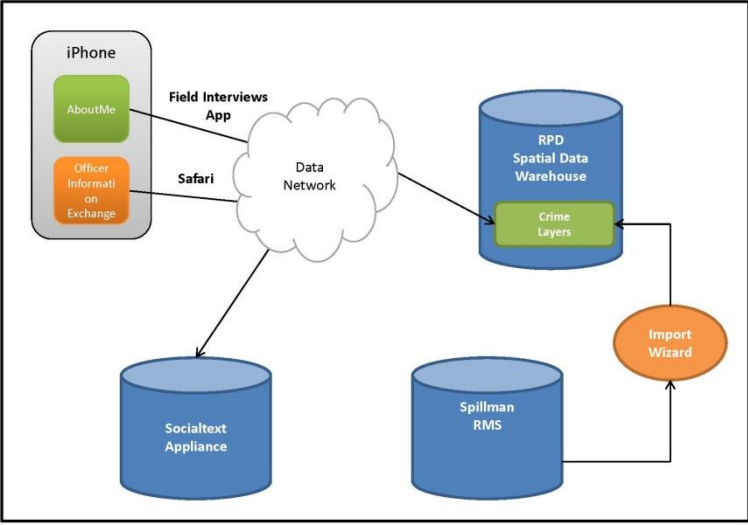 iPhone
AboutMe
Officer
Informati
on
Exchange
Field Interviews
App
Safari
Data
Network
RPD
Spatial Data
Warehouse
Crime
Layers
Import
Wizard
Socialtext
Appliance
Spillman
RMS